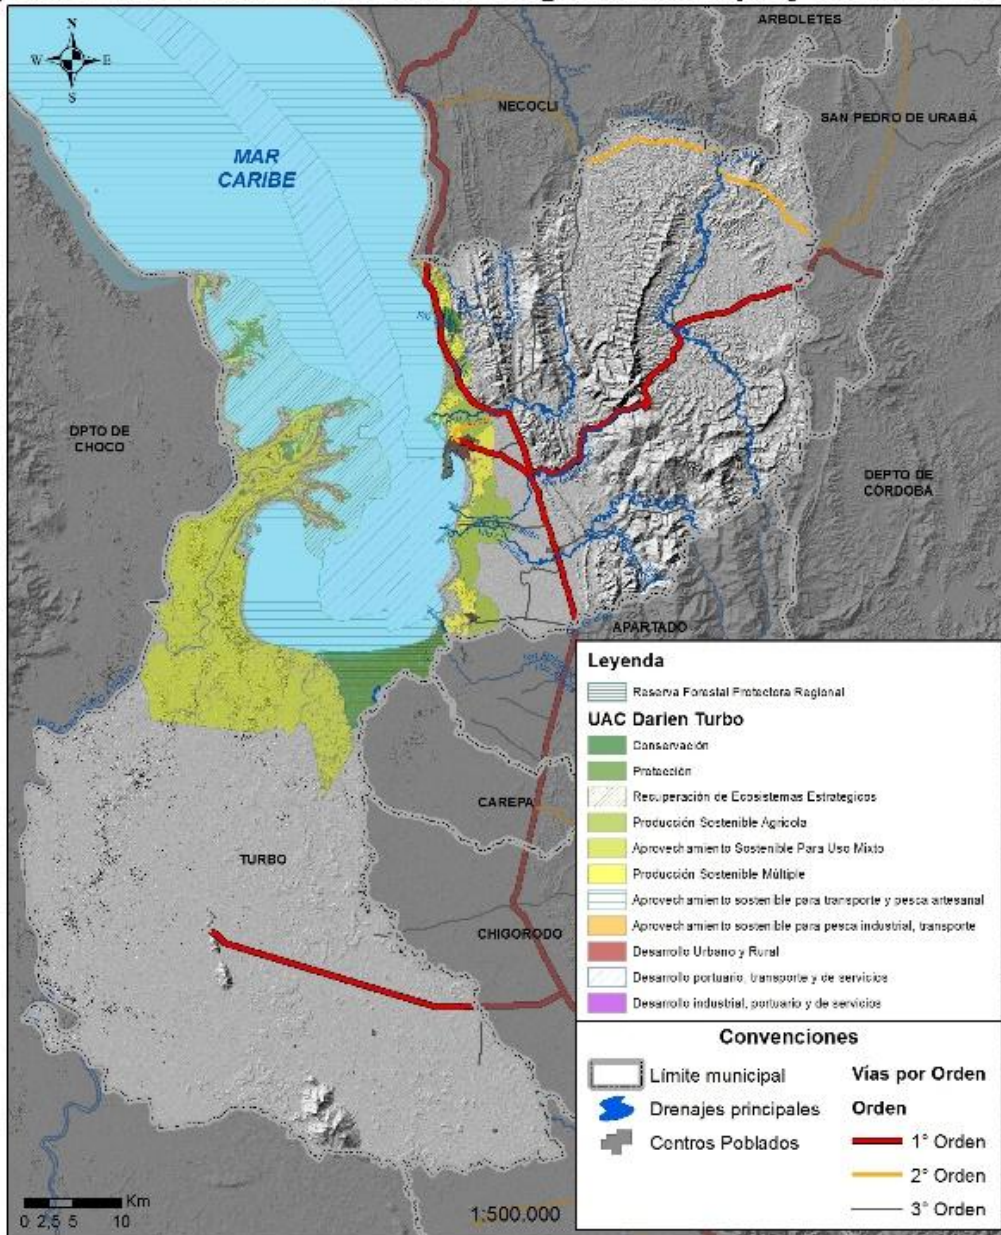 N
W E
S
ARBOLETES
NECOCLI
SAN PEDRO DE URABÁ
MAR
CARIBE
DPTO DE
CHOCO
DEPTO DE
CÓRDOBA
APARTADO
CAREPA
TURBO
CHIGORODO
Leyenda
Reserva Forestal Protectora Regional
UAC Darien Turbo
Conservación
Protección
Recuperación de Ecosistemas Estrategicos
Producción Sostenible Agrícola
Aprovechamiento Sostenible Para Uso Mixto
Producción Sostenible Múltiple
Aprovechamiento sostenible para transporte y pesca artesanal
Aprovechamiento sostenible para pesca industrial, transporte
Desarrollo Urbano y Rural
Desarrollo portuario, transporte y de servicios
Desarrollo industrial, portuario y de servicios
Convenciones
Límite municipal
Drenajes principales
Centros Poblados
Vías por Orden
Orden
1° Orden
2° Orden
3° Orden
Km
0 2,5 5 10
1:500.000